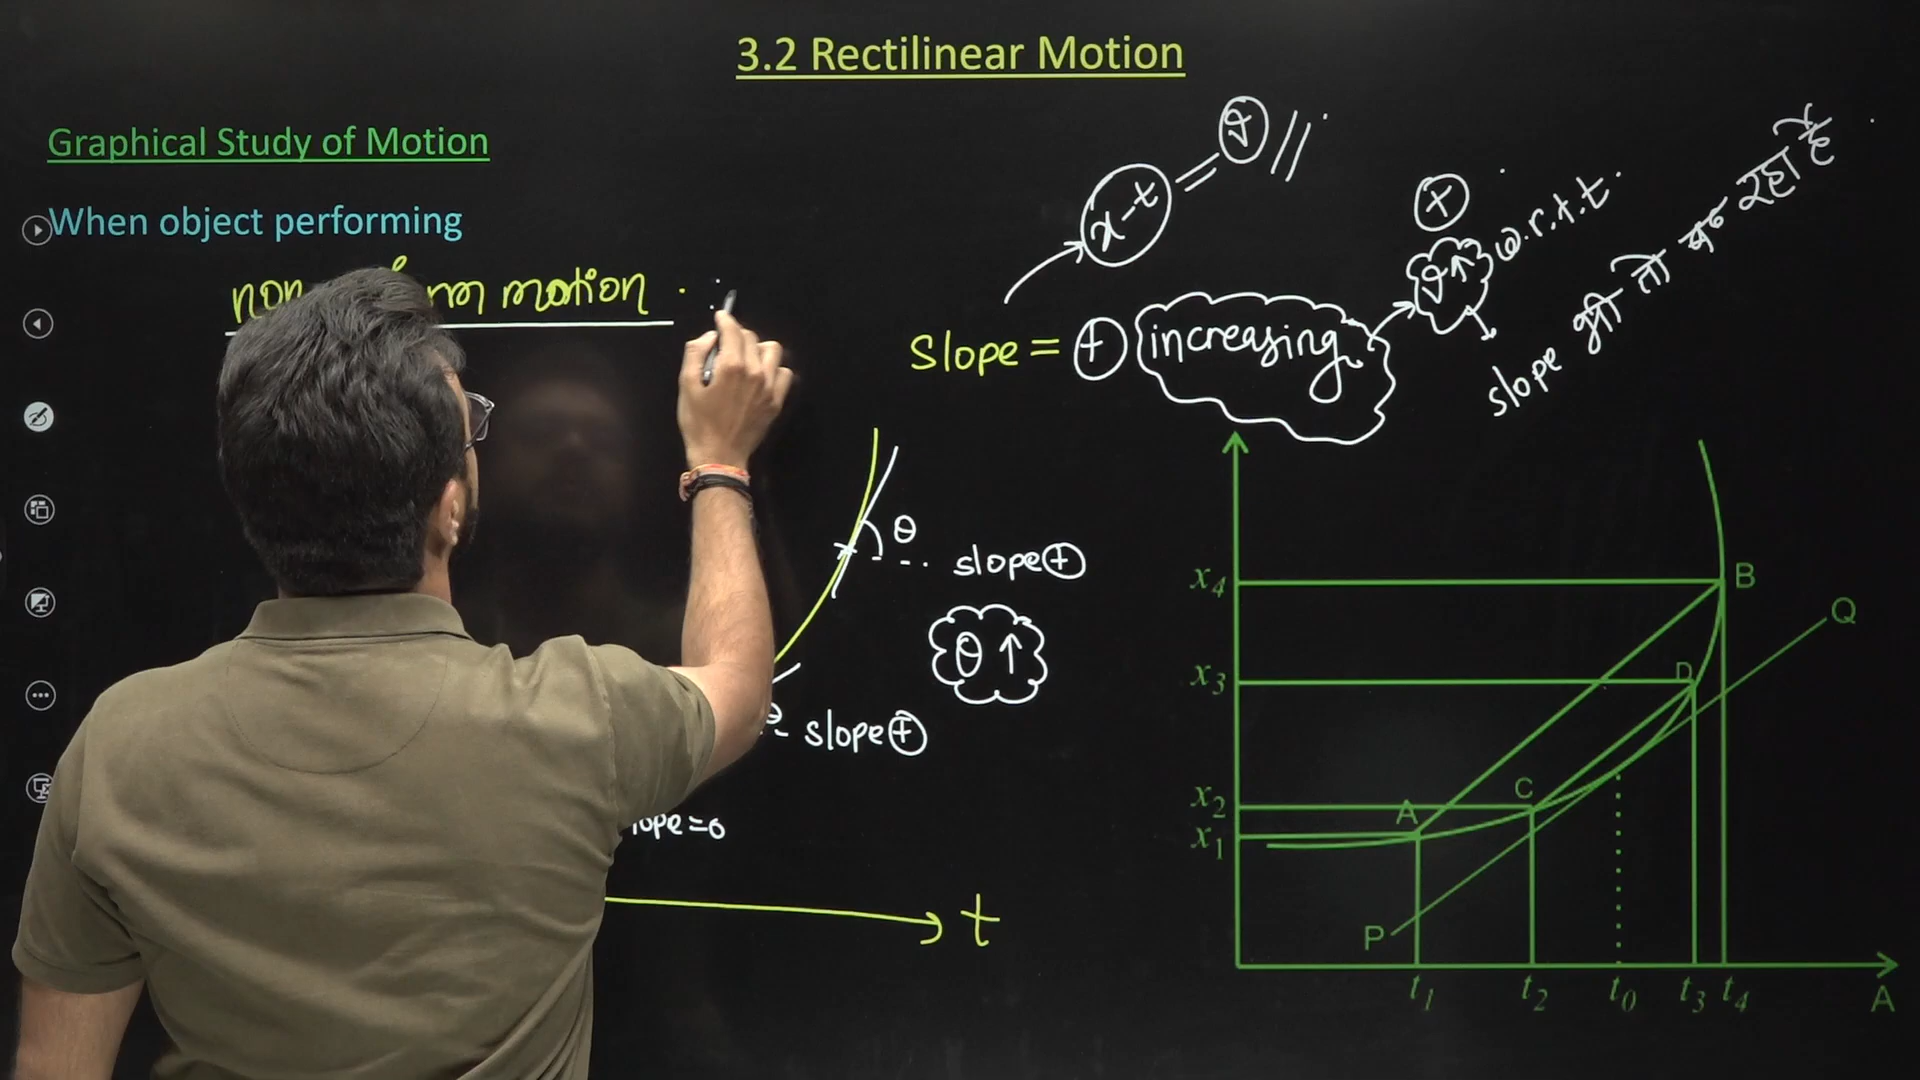 3.2 Rectilinear Motion
Graphical Study of Motion
When object performing
motion .
x-t = v //
Slope = + increasing
+
v↑ w.r.t.t.
slope भी तो बढ़ रहा है
θ
slope +
θ ↑
slope +
t
x4
x3
x2
x1
B
Q
D
C
A
P
t1 t2 t0 t3 t4
A